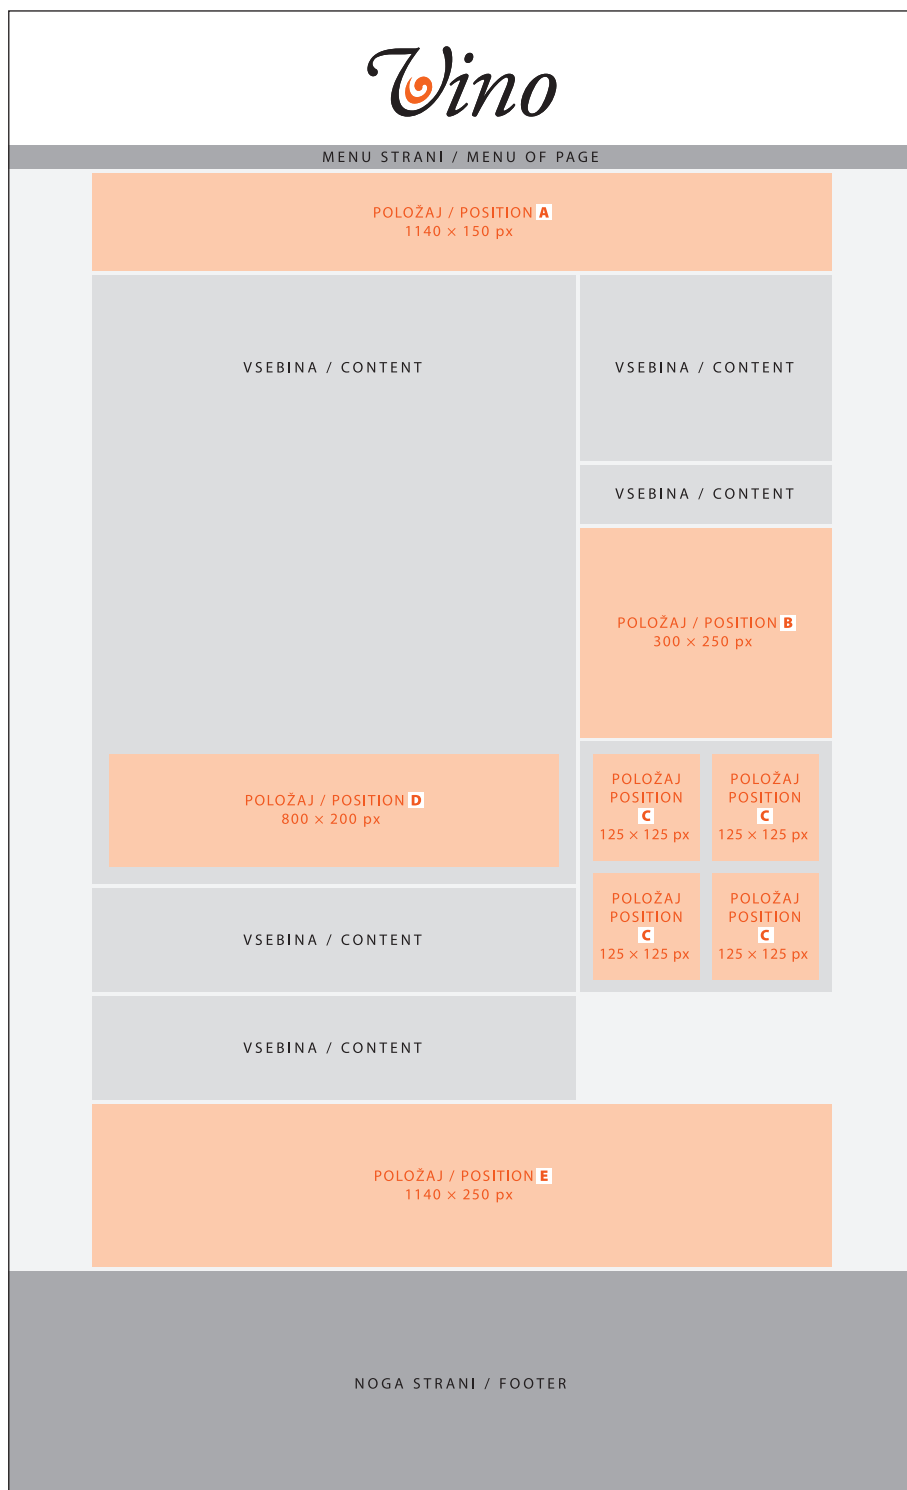 Vino
MENU STRANI / MENU OF PAGE
POLOŽAJ / POSITION A
1140 × 150 px
VSEBINA / CONTENT
VSEBINA / CONTENT
VSEBINA / CONTENT
POLOŽAJ / POSITION B
300 × 250 px
POLOŽAJ / POSITION D
800 × 200 px
POLOŽAJ
POSITION
C
125 × 125 px
POLOŽAJ
POSITION
C
125 × 125 px
POLOŽAJ
POSITION
C
125 × 125 px
POLOŽAJ
POSITION
C
125 × 125 px
VSEBINA / CONTENT
VSEBINA / CONTENT
POLOŽAJ / POSITION E
1140 × 250 px
NOGA STRANI / FOOTER